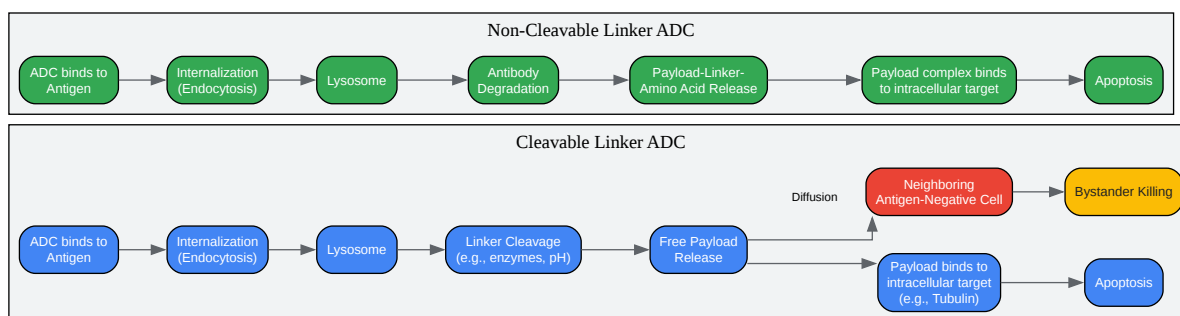 Non-Cleavable Linker ADC
ADC binds to
Antigen
Internalization
(Endocytosis)
Lysosome
Antibody
Degradation
Payload-Linker-
Amino Acid Release
Payload complex binds
to intracellular target
Apoptosis
Cleavable Linker ADC
Diffusion
Neighboring
Antigen-Negative Cell
Bystander Killing
ADC binds to
Antigen
Internalization
(Endocytosis)
Lysosome
Linker Cleavage
(e.g., enzymes, pH)
Free Payload
Release
Payload binds to
intracellular target
(e.g., Tubulin)
Apoptosis